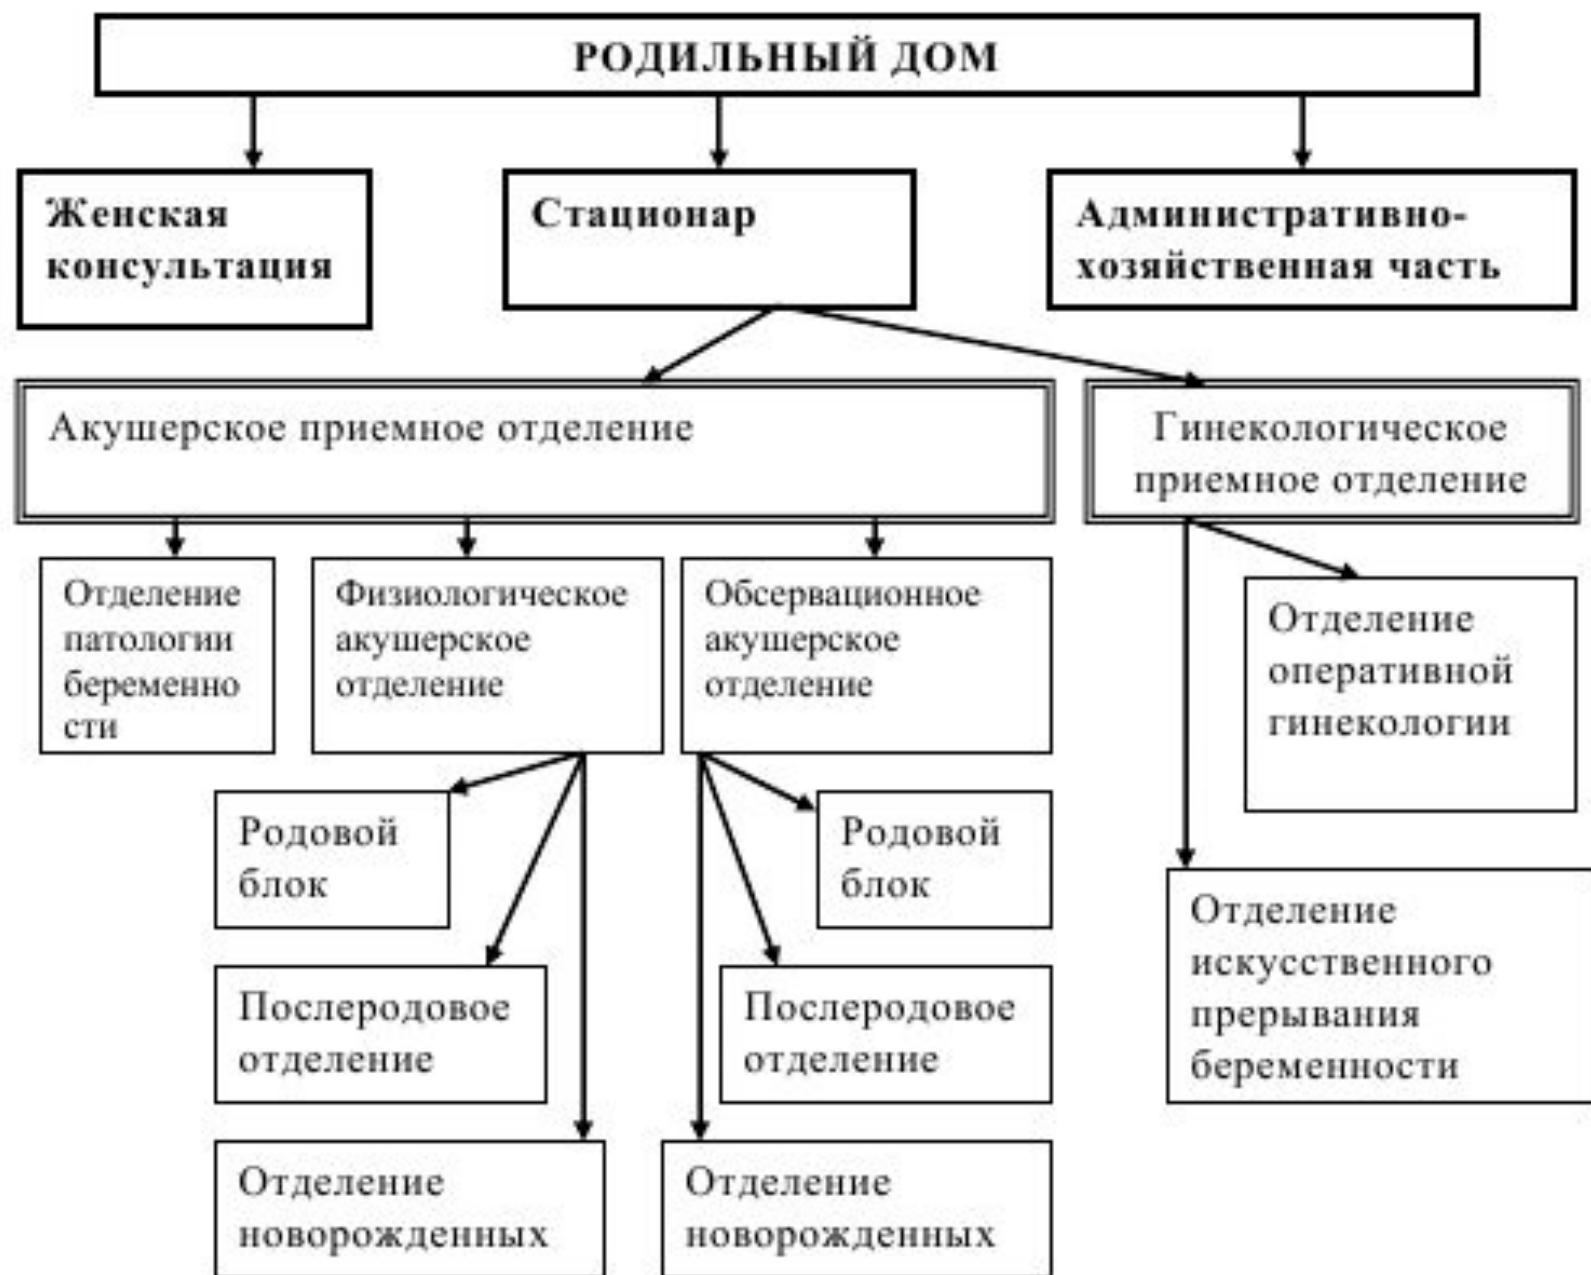 РОДИЛЬНЫЙ ДОМ
Женская
консультация
Стационар
Административно-
хозяйственная часть
Акушерское приемное отделение
Гинекологическое
приемное отделение
Отделение
патологии
беременно
сти
Физиологическое
акушерское
отделение
Обсервационное
акушерское
отделение
Отделение
оперативной
гинекологии
Родовой
блок
Родовой
блок
Отделение
искусственного
прерывания
беременности
Послеродовое
отделение
Послеродовое
отделение
Отделение
новорожденных
Отделение
новорожденных